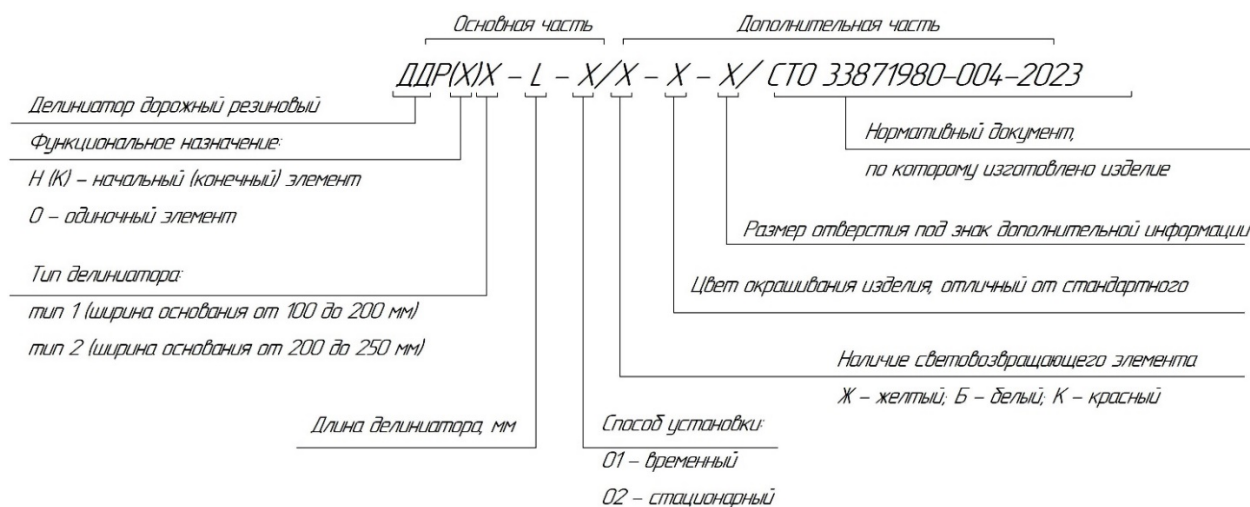 Основная часть
Дополнительная часть
ДДР(Х)Х - L - Х/Х - Х - Х/ СТО 33871980-004-2023
Делиниатор дорожный резиновый
Функциональное назначение:
Н (К) - начальный (конечный) элемент
О - одиночный элемент
Тип делиниатора:
тип 1 (ширина основания от 100 до 200 мм)
тип 2 (ширина основания от 200 до 250 мм)
Длина делиниатора, мм
Способ установки:
01 - временный
02 - стационарный
Нормативный документ,
по которому изготовлено изделие
Размер отверстия под знак дополнительной информации
Цвет окрашивания изделия, отличный от стандартного
Наличие световозвращающего элемента
Ж - желтый; Б - белый; К - красный